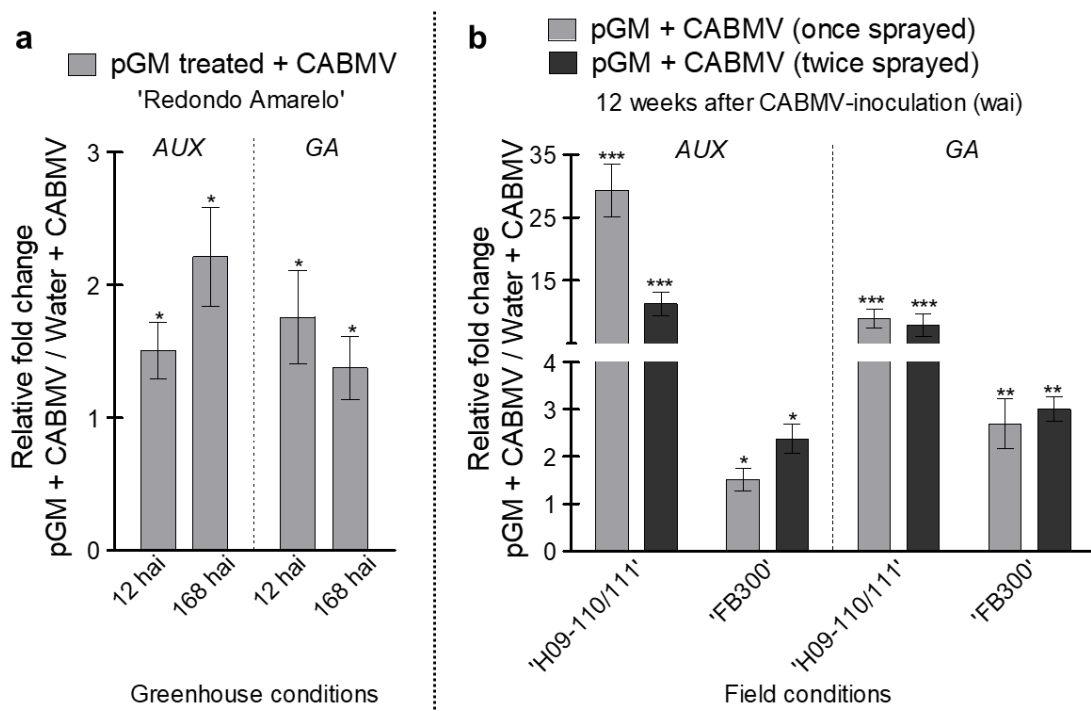 a
pGM treated + CABMV
'Redondo Amarelo'
Relative fold change
pGM + CABMV / Water + CABMV
3
2
1
0
AUX
GA
*
*
*
*
12 hai
168 hai
12 hai
168 hai
Greenhouse conditions
b
pGM + CABMV (once sprayed)
pGM + CABMV (twice sprayed)
12 weeks after CABMV-inoculation (wai)
Relative fold change
pGM + CABMV / Water + CABMV
35
25
15
4
3
2
1
0
AUX
GA
***
***
*
*
***
***
**
**
'H09-110/111'
'FB300'
'H09-110/111'
'FB300'
Field conditions